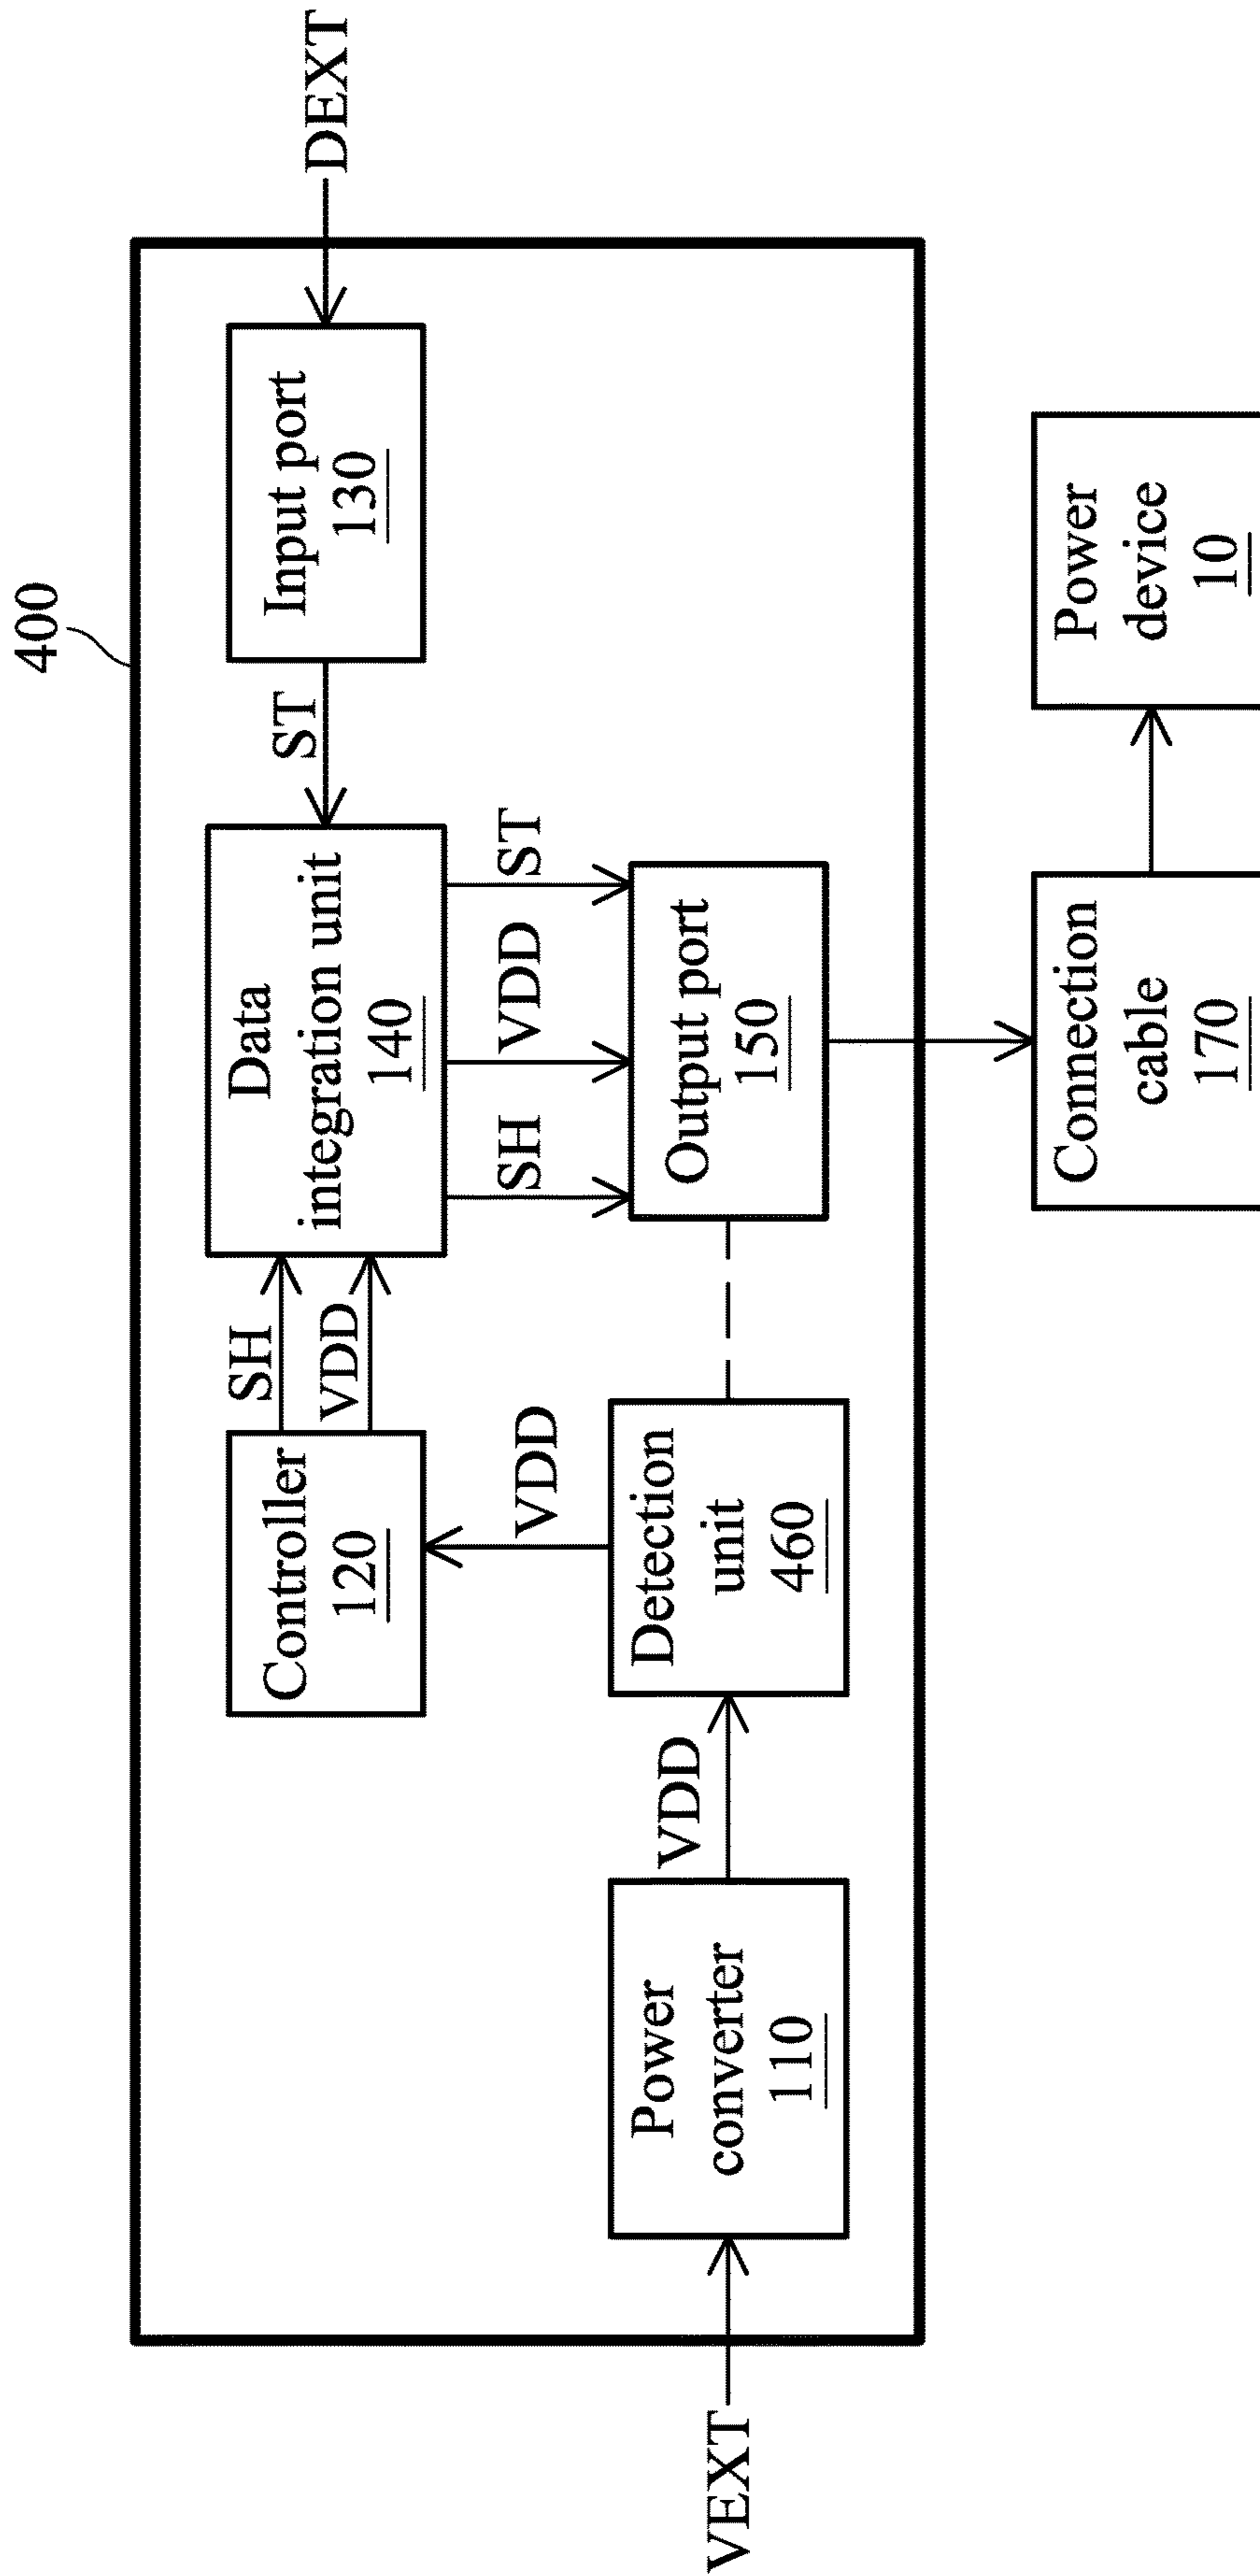 400
VEXT
DEXT
Controller
120
SH
VDD
Data
integration unit
140
ST
Input port
130
VDD
SH
VDD
ST
Power
converter
110
VDD
Detection
unit
460
Output port
150
Connection
cable
170
Power
device
10